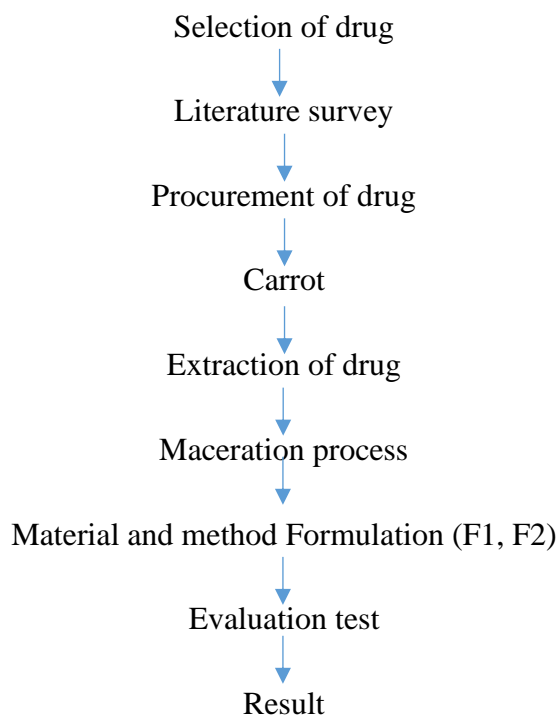 Selection of drug
Literature survey
Procurement of drug
Carrot
Extraction of drug
Maceration process
Material and method Formulation (F1, F2)
Evaluation test
Result